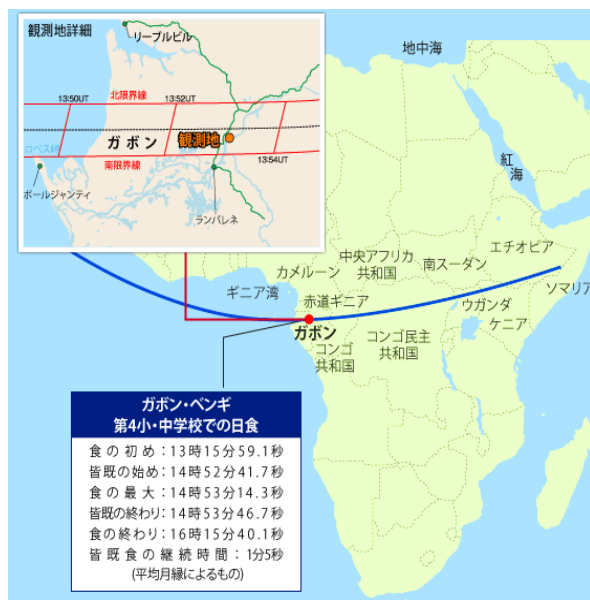 観測地詳細
リーブルビル
13:50UT
北限界線
13:52UT
ロペス岬
ガボン
観測地
13:54UT
南限界線
ポールジャンティ
ランバレネ
地中海
紅海
エチオピア
中央アフリカ
共和国
南スーダン
カメルーン
ソマリア
ギニア湾
赤道ギニア
ウガンダ
ケニア
ガボン
コンゴ
共和国
コンゴ民主
共和国
ガボン・ベンギ
第4小・中学校での日食
食の初め：13時15分59.1秒
皆既の始め：14時52分41.7秒
食の最大：14時53分14.3秒
皆既の終わり：14時53分46.7秒
食の終わり：16時15分40.1秒
皆既食の継続時間：1分5秒
(平均月縁によるもの)